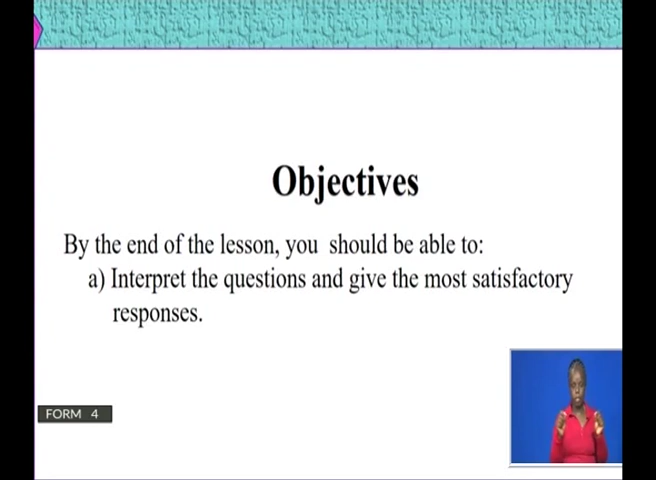 Objectives
By the end of the lesson, you should be able to:
a) Interpret the questions and give the most satisfactory
responses.
FORM 4